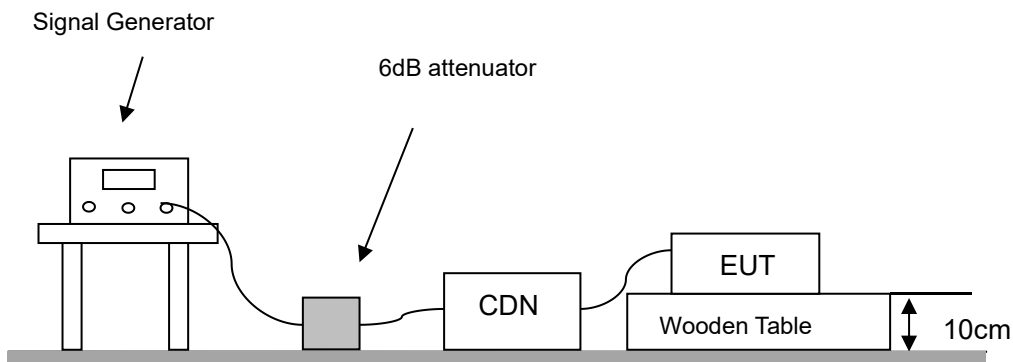 Signal Generator
6dB attenuator
EUT
CDN
Wooden Table
10cm